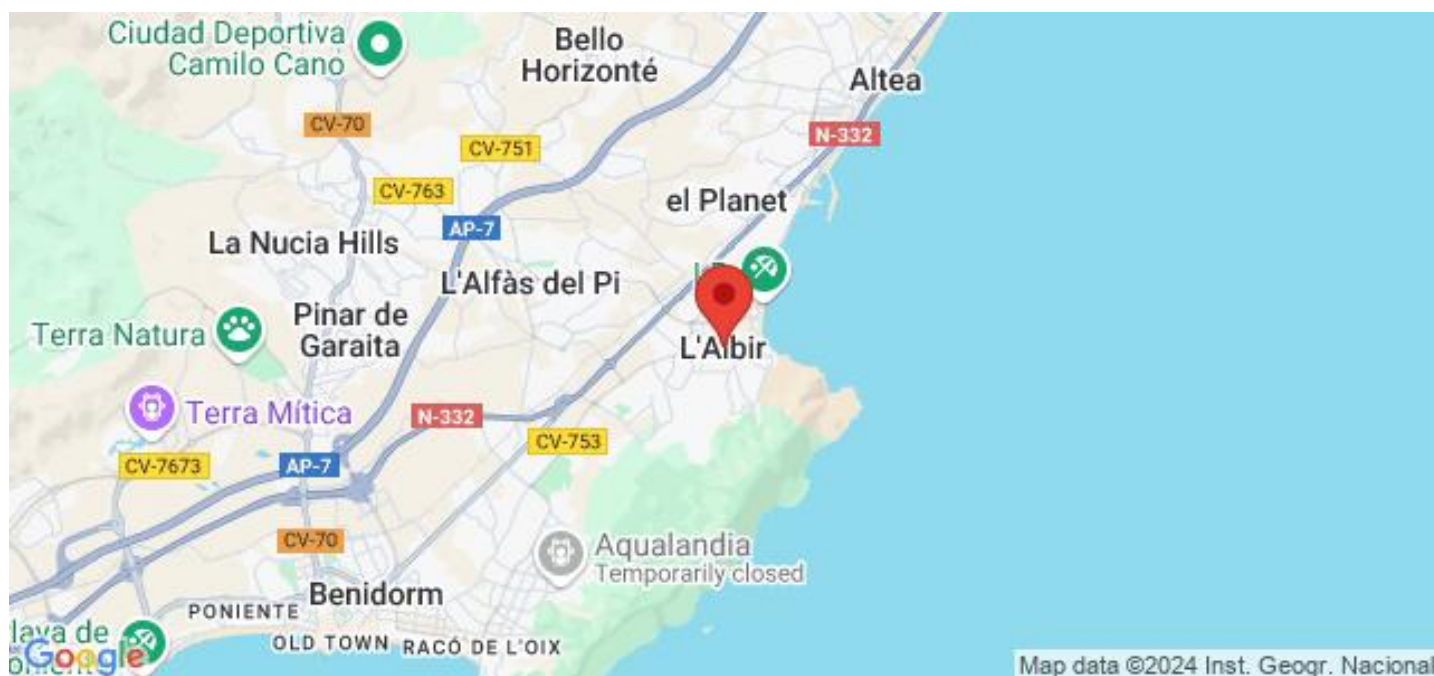 Ciudad Deportiva
Camilo Cano
Bello
Horizonté
Altea
CV-70
CV-751
N-332
CV-763
el Planet
AP-7
La Nucia Hills
L'Alfàs del Pi
Terra Natura
Pinar de
Garaita
L'Albir
Terra Mítica
N-332
CV-753
CV-7673
AP-7
CV-70
Aqualandia
Temporarily closed
Benidorm
PONIENTE
OLD TOWN
RACÓ DE L'OIX
de
Google
Map data ©2024 Inst. Geogr. Nacional